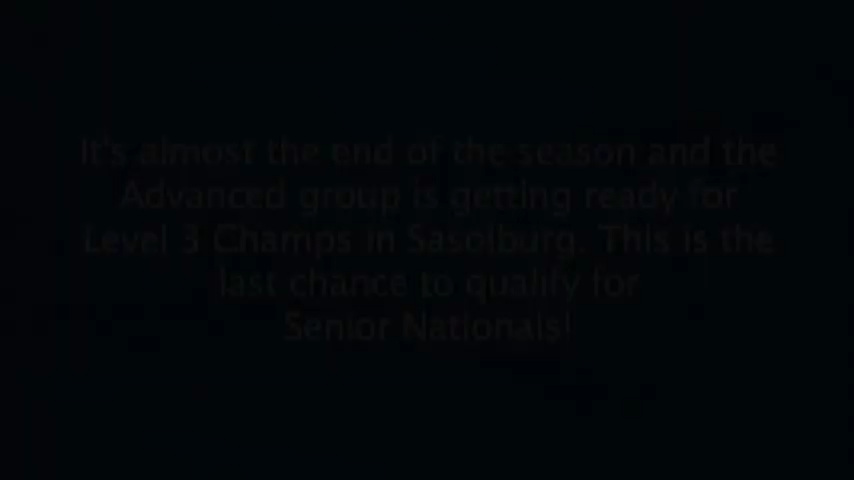 It's almost the end of the season and the
Advanced group is getting ready for
Level 3 Champs in Sasolburg. This is the
last chance to qualify for
Senior Nationals!